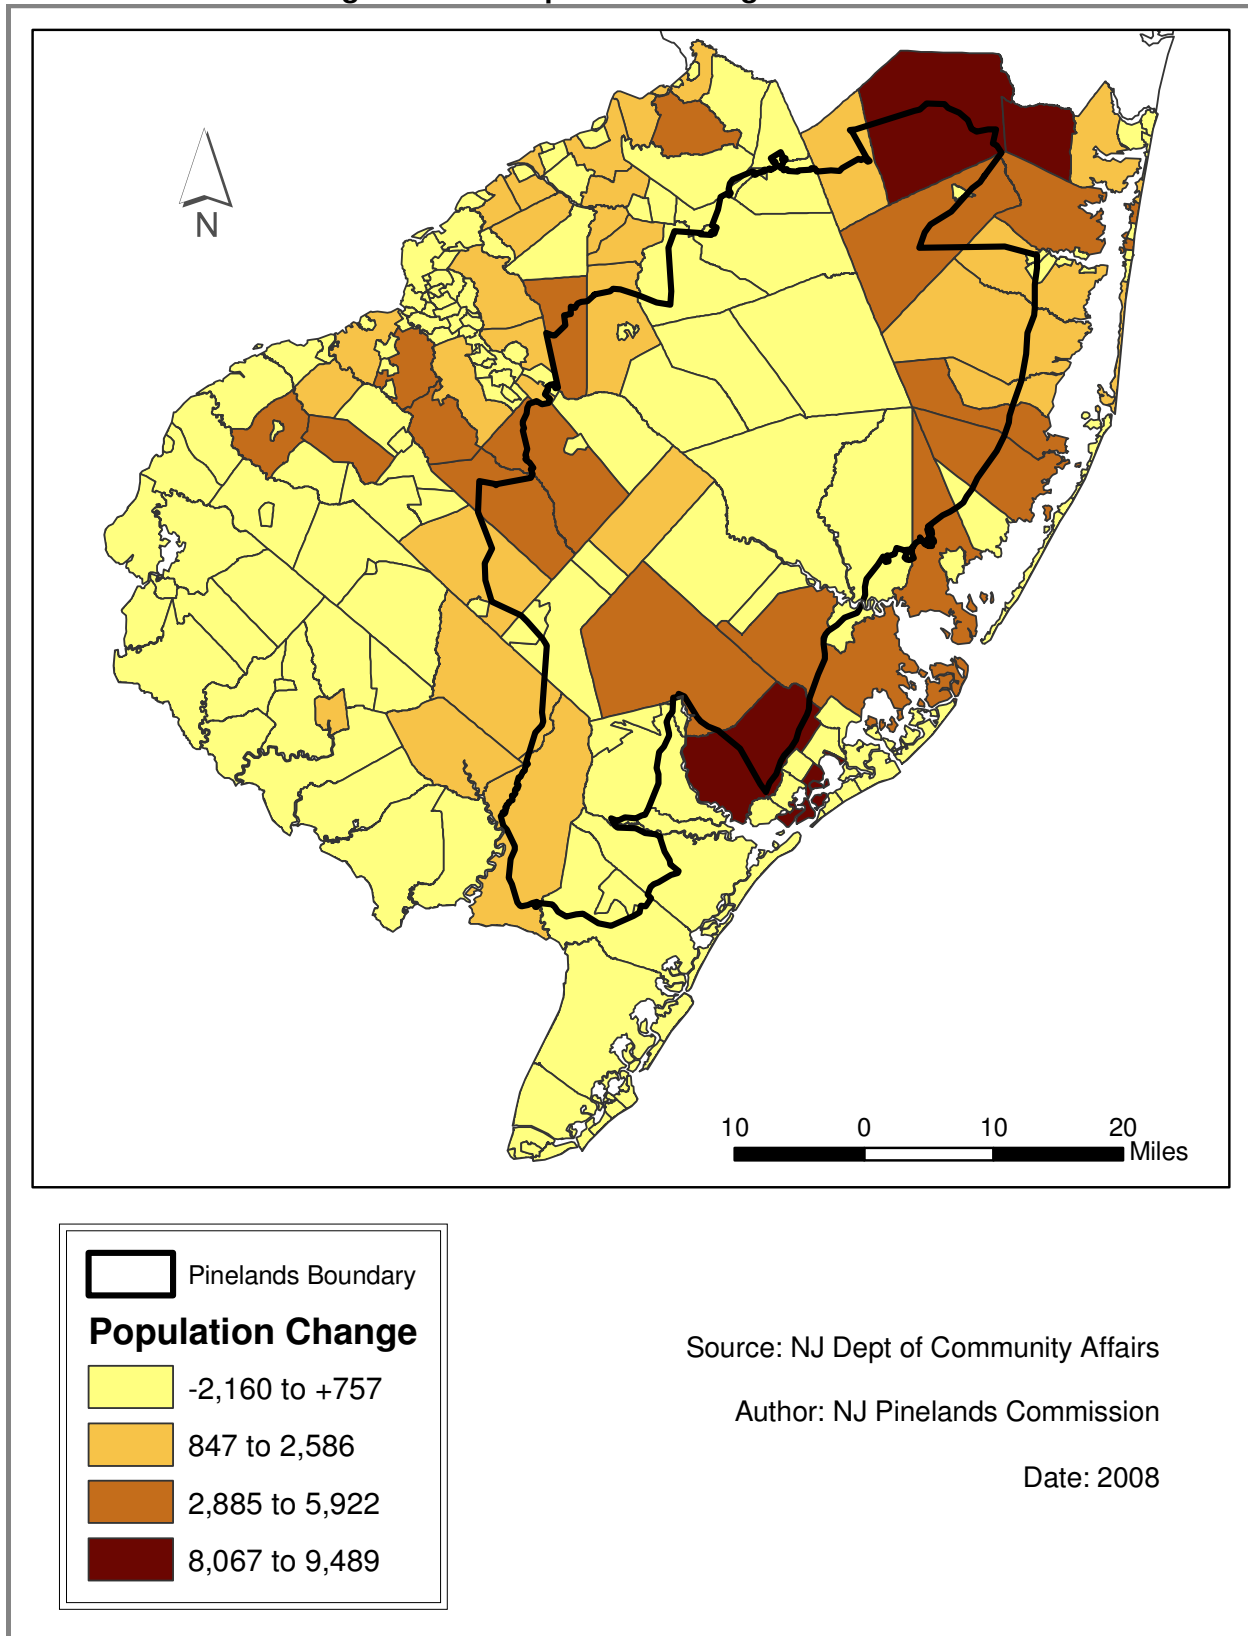 N
10 0 10 20
Miles
Pinelands Boundary
Population Change
-2,160 to +757
847 to 2,586
2,885 to 5,922
8,067 to 9,489
Source: NJ Dept of Community Affairs
Author: NJ Pinelands Commission
Date: 2008